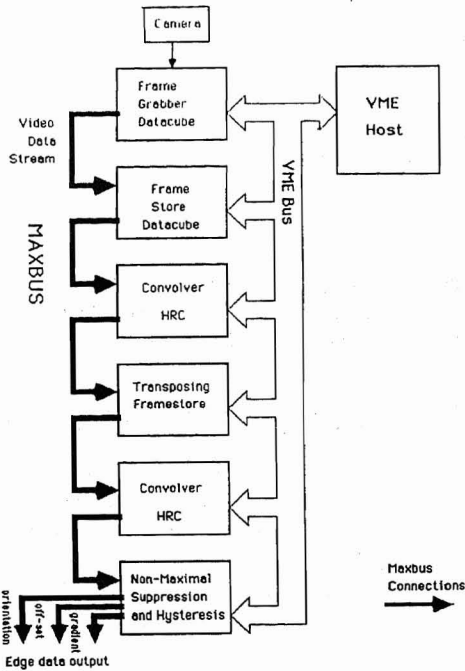 Camera
Frame
Grabber
Datacube
VME
Host
Video
Data
Stream
MAXBUS
VME Bus
Frame
Store
Datacube
Convolver
HRC
Transposing
Framestore
Convolver
HRC
Non-Maximal
Suppression
and Hysteresis
Maxbus
Connections
orientation
off-set
gradient
Edge data output